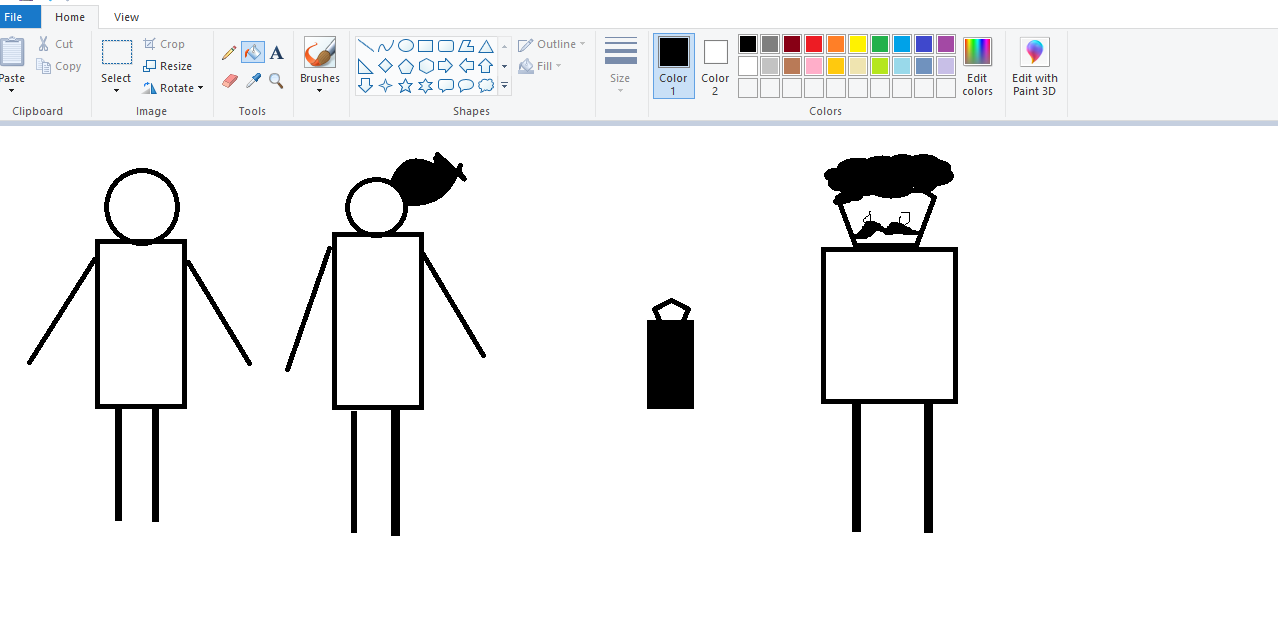 File Home View
Paste
Cut
Copy
Clipboard
Select
Crop
Resize
Rotate
Image
A
Tools
Brushes
Shapes
Outline
Fill
Size
Color
1
Color
2
Colors
Edit
colors
Edit with
Paint 3D